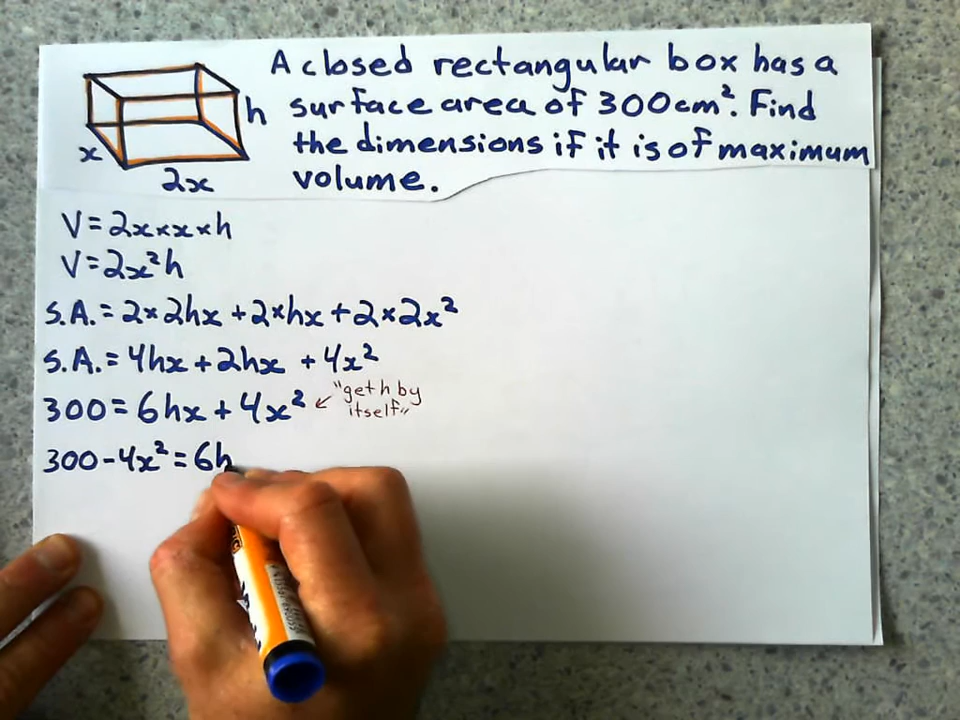 A closed rectangular box has a
surface area of 300cm². Find
the dimensions if it is of maximum
volume.
h
x
2x
V = 2x × x × h
V = 2x²h
S.A. = 2×2hx + 2×hx + 2×2x²
S.A. = 4hx + 2hx + 4x²
300 = 6hx + 4x²
"get h by
itself"
300 - 4x² = 6h